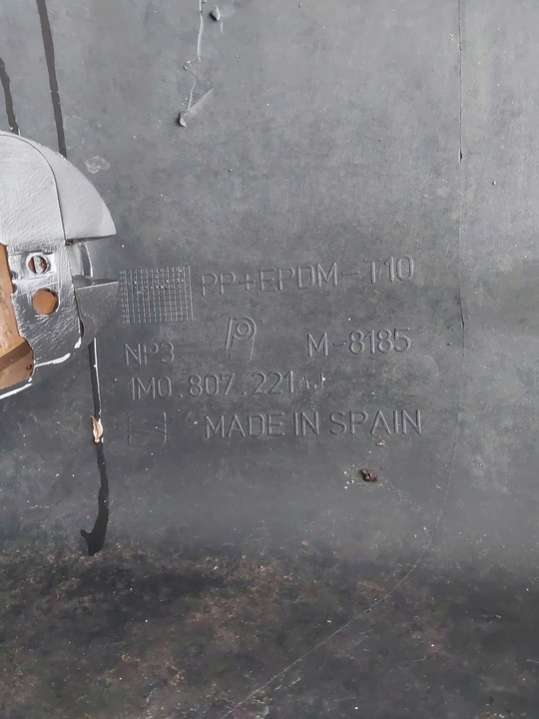 PP+EPDM-T10
NP3 M-8185
1M0.807.221
MADE IN SPAIN